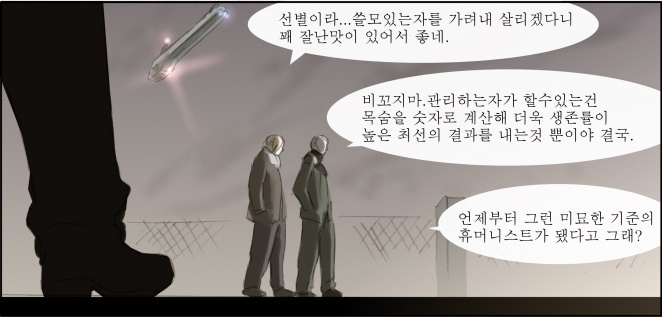 선별이라...쓸모있는자를 가려내 살리겠다니
꽤 잘난맛이 있어서 좋네.
비꼬지마.관리하는자가 할수있는건
목숨을 숫자로 계산해 더욱 생존률이
높은 최선의 결과를 내는것 뿐이야 결국.
언제부터 그런 미묘한 기준의
휴머니스트가 됐다고 그래?